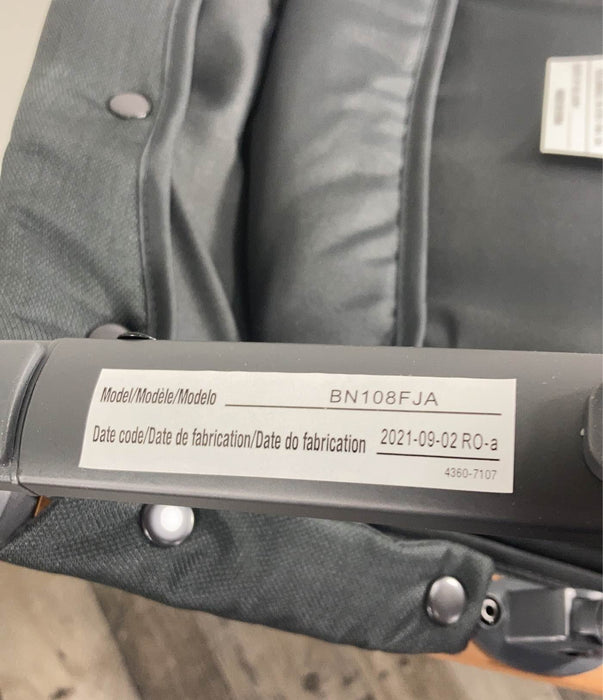 Model/Modèle/Modelo BN108FJA
Date code/Date de fabrication/Date do fabrication 2021-09-02 RO-a
4360-7107